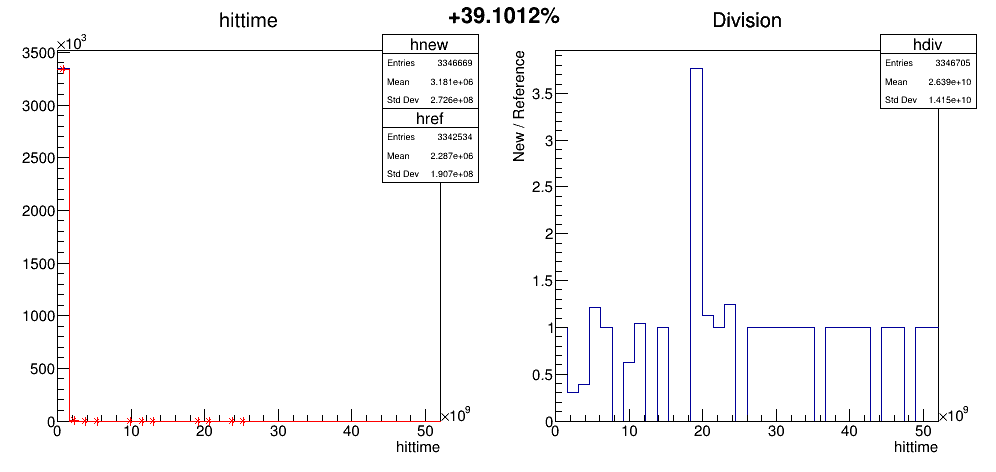 +39.1012%
hittime
×10³
3500
3000
2500
2000
1500
1000
500
0
0 10 20 30 40 50
×10⁹
hittime
hnew
Entries 3346669
Mean 3.181e+06
Std Dev 2.726e+08
href
Entries 3342534
Mean 2.287e+06
Std Dev 1.907e+08
Division
New / Reference
3.5
3
2.5
2
1.5
1
0.5
0
0 10 20 30 40 50
×10⁹
hittime
hdiv
Entries 3346705
Mean 2.639e+10
Std Dev 1.415e+10